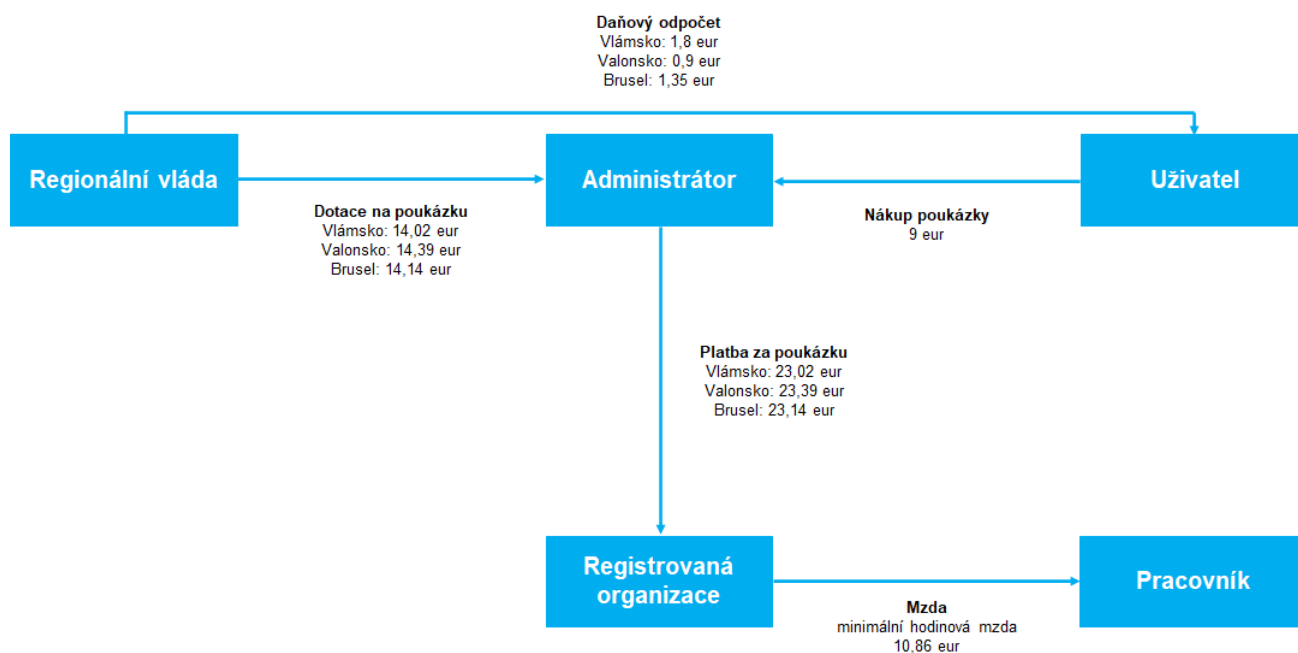 Daňový odpočet
Vlámsko: 1,8 eur
Valonsko: 0,9 eur
Brusel: 1,35 eur
Regionální vláda
Administrátor
Uživatel
Dotace na poukázku
Vlámsko: 14,02 eur
Valonsko: 14,39 eur
Brusel: 14,14 eur
Nákup poukázky
9 eur
Platba za poukázku
Vlámsko: 23,02 eur
Valonsko: 23,39 eur
Brusel: 23,14 eur
Registrovaná
organizace
Pracovník
Mzda
minimální hodinová mzda
10,86 eur